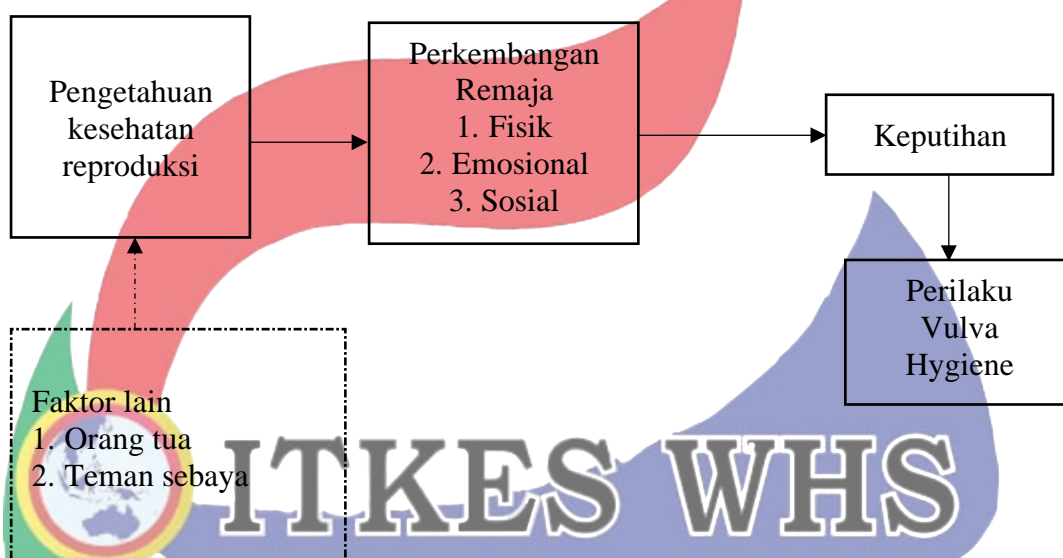 Pengetahuan
kesehatan
reproduksi
Perkembangan
Remaja
1. Fisik
2. Emosional
3. Sosial
Keputihan
Perilaku
Vulva
Hygiene
Faktor lain
1. Orang tua
2. Teman sebaya
ITKES WHS